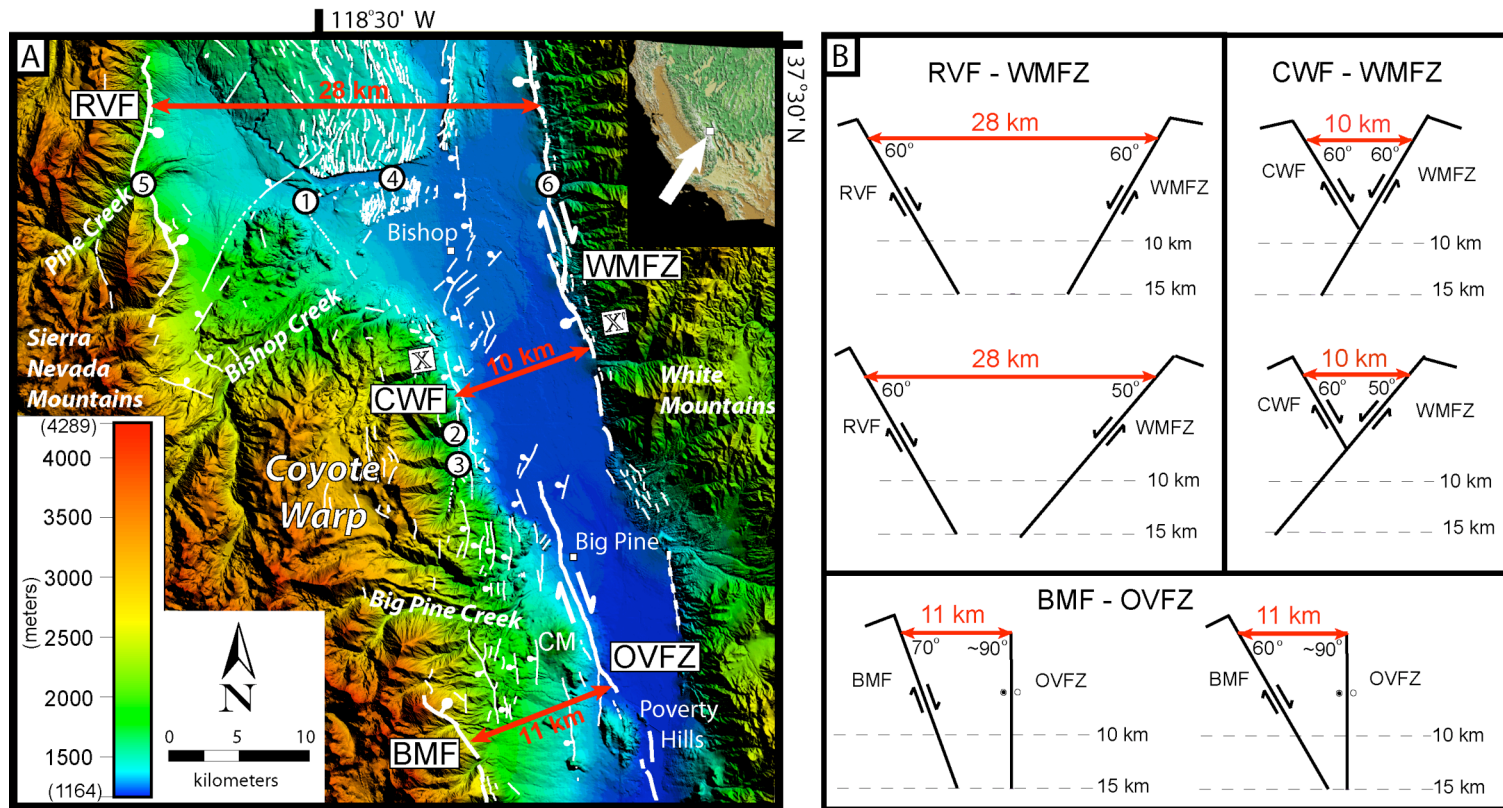 118°30' W
A
37°30' N
RVF
28 km
5
1
4
6
Pine Creek
Bishop
WMFZ
X'
Bishop Creek
Sierra
Nevada
Mountains
X
10 km
White
Mountains
CWF
2
3
Coyote
Warp
Big Pine
Big Pine Creek
CM
OVFZ
11 km
Poverty
Hills
BMF
(4289)
4000
3500
3000
2500
2000
1500
(1164)
(meters)
N
0 5 10
kilometers
B
RVF - WMFZ
28 km
60° 60°
RVF WMFZ
10 km
15 km
28 km
60° 50°
RVF WMFZ
10 km
15 km
CWF - WMFZ
10 km
60° 60°
CWF WMFZ
10 km
15 km
10 km
60° 50°
CWF WMFZ
10 km
15 km
BMF - OVFZ
11 km
70° ~90°
BMF OVFZ
10 km
15 km
11 km
60° ~90°
BMF OVFZ
10 km
15 km